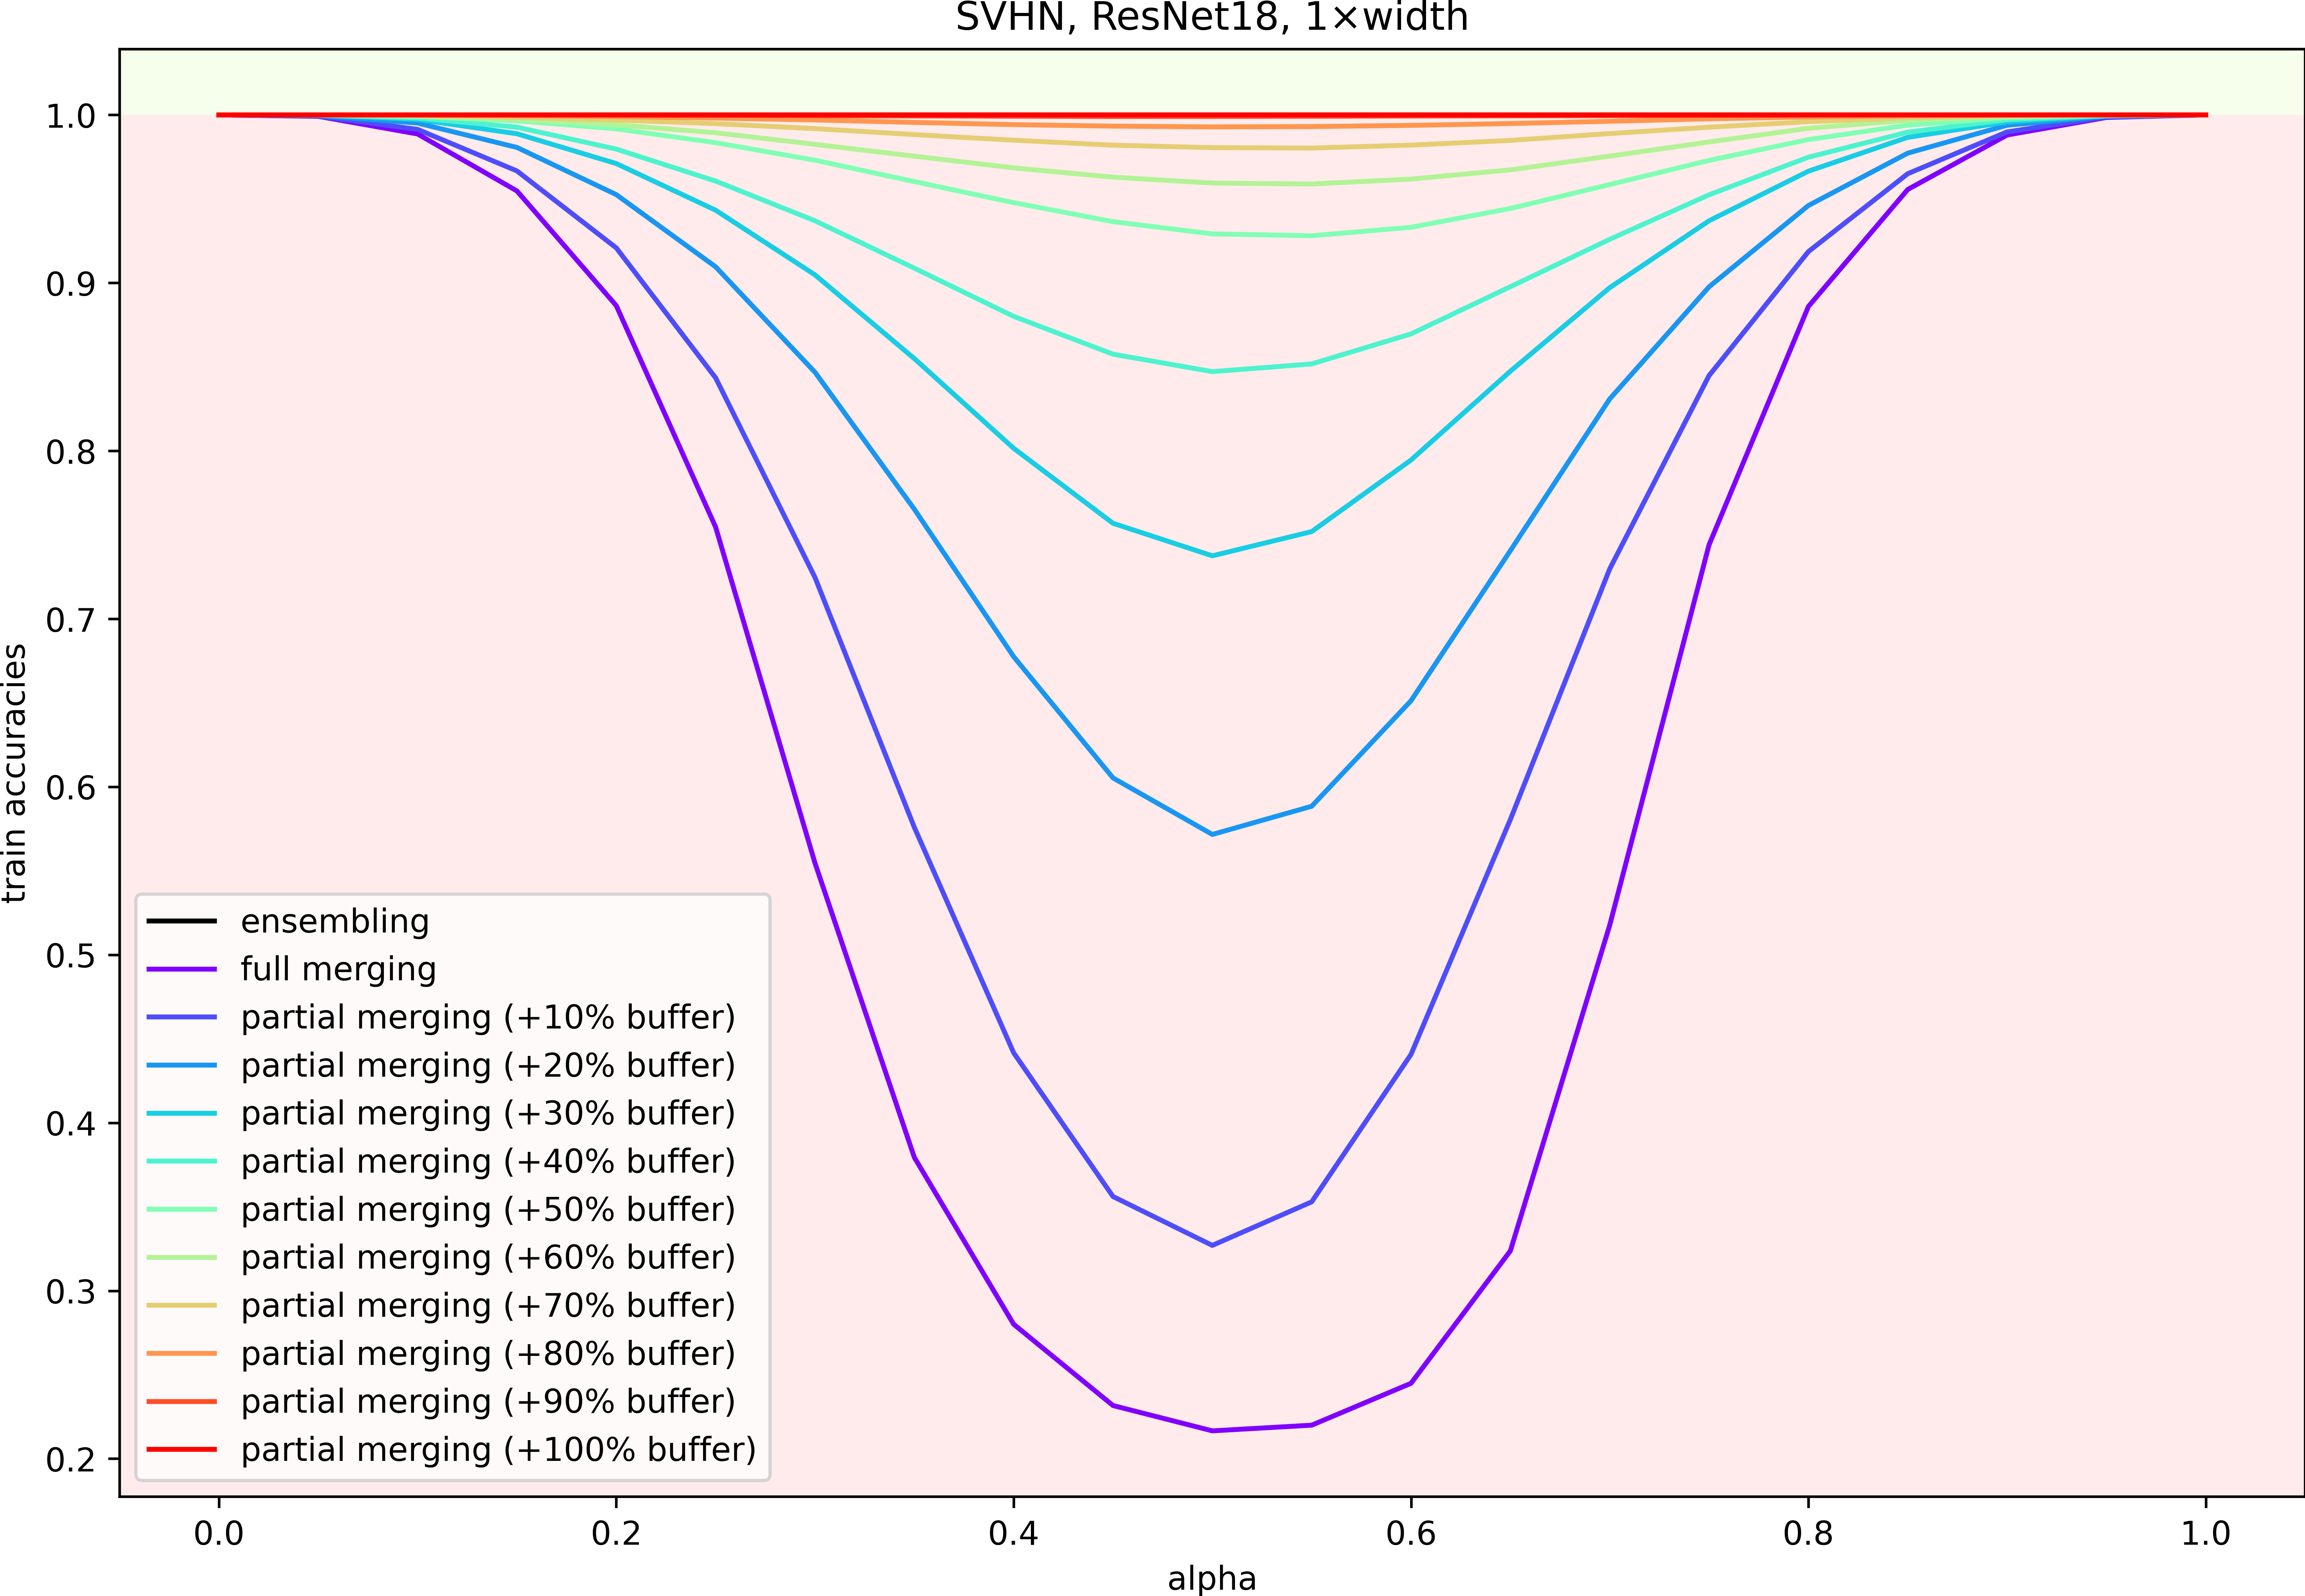 SVHN, ResNet18, 1×width
train accuracies
1.0
0.9
0.8
0.7
0.6
0.5
0.4
0.3
0.2
ensembling
full merging
partial merging (+10% buffer)
partial merging (+20% buffer)
partial merging (+30% buffer)
partial merging (+40% buffer)
partial merging (+50% buffer)
partial merging (+60% buffer)
partial merging (+70% buffer)
partial merging (+80% buffer)
partial merging (+90% buffer)
partial merging (+100% buffer)
0.0 0.2 0.4 0.6 0.8 1.0
alpha